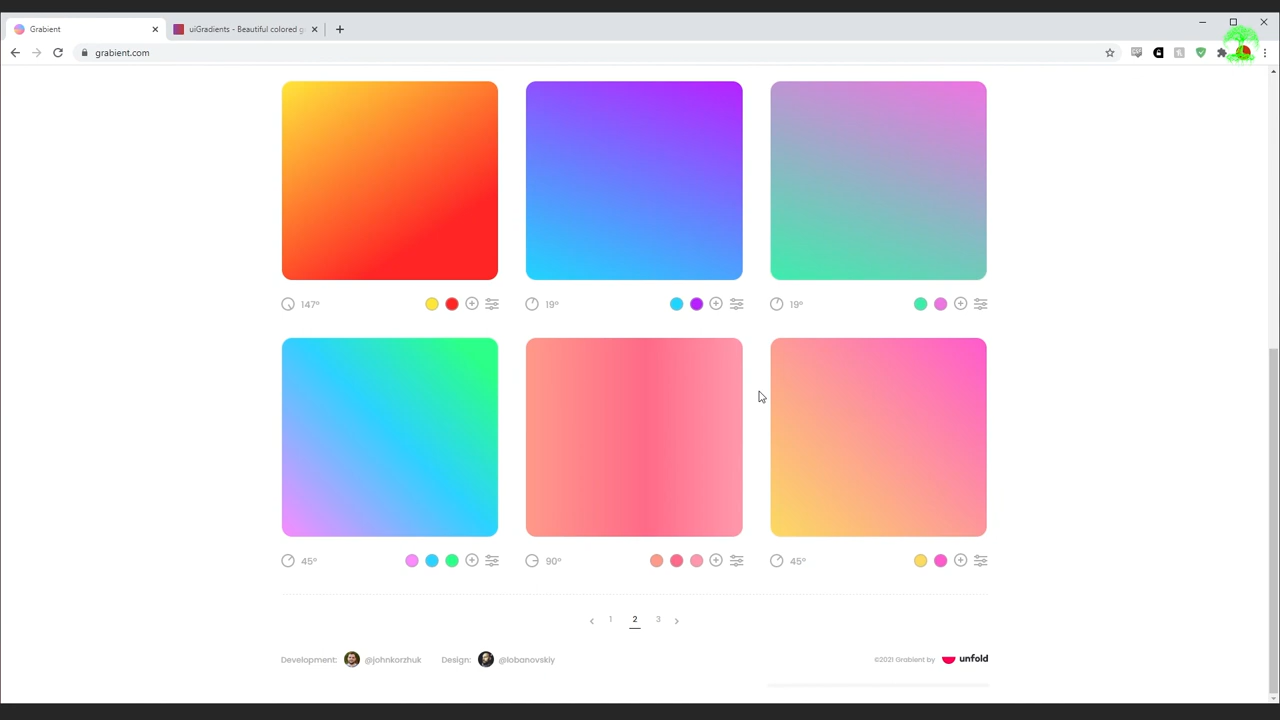 Grabient
uiGradients - Beautiful colored g
grabient.com
147°
19°
19°
45°
90°
45°
1
2
3
Development: @johnkorzhuk Design: @lobanovskiy
©2021 Grabient by unfold